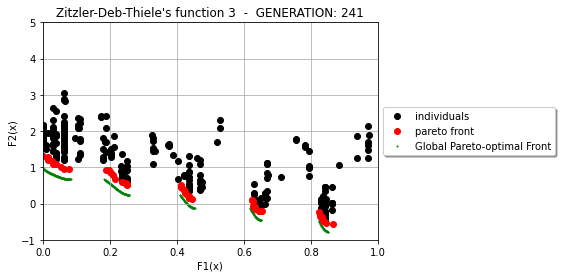 Zitzler-Deb-Thiele's function 3 - GENERATION: 241
5
4
3
2
1
0
−1
F2(x)
0.0 0.2 0.4 0.6 0.8 1.0
F1(x)
individuals
pareto front
Global Pareto-optimal Front